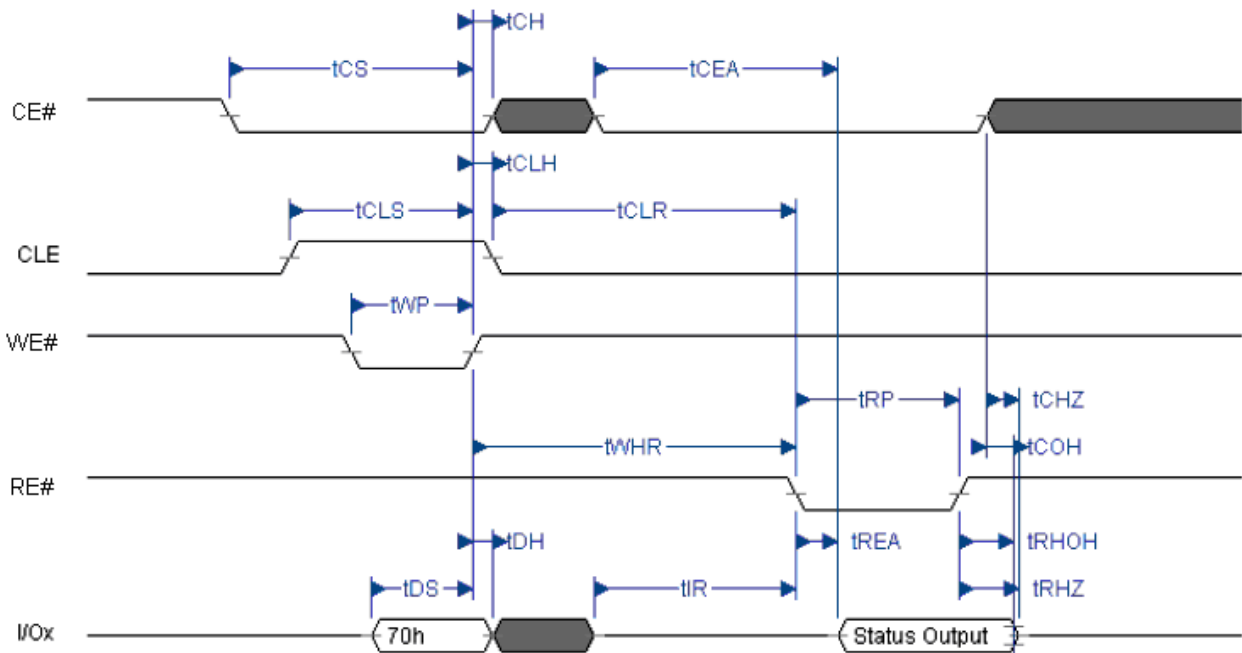 tCH
tCS
tCEA
CE#
tCLH
tCLS
tCLR
CLE
tWP
WE#
tRP
tCHZ
tWHR
tCOH
RE#
tDH
tREA
tRHOH
tDS
tIR
tRHZ
I/Ox
70h
Status Output